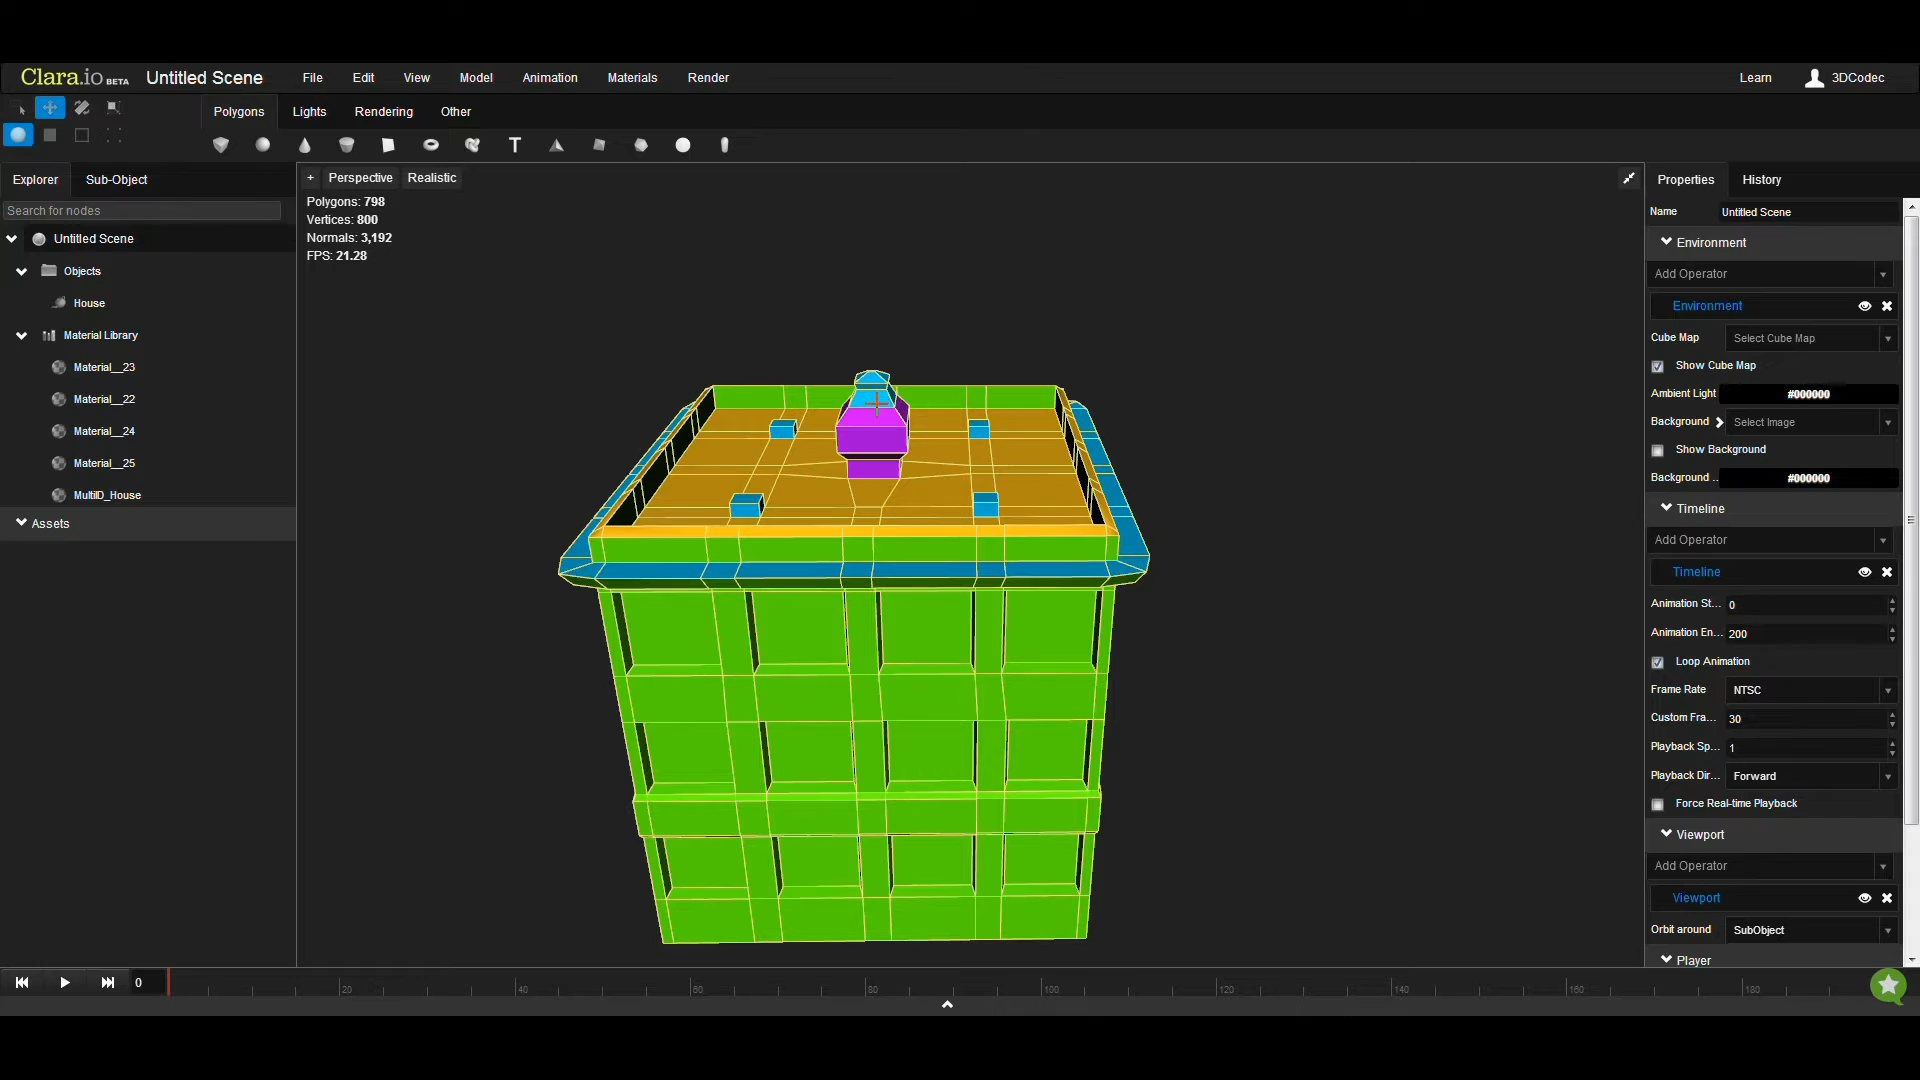 Clara.io BETA Untitled Scene File Edit View Model Animation Materials Render Learn 3DCodec
Polygons Lights Rendering Other
T
Explorer Sub-Object
Search for nodes
Untitled Scene
Objects
House
Material Library
Material__23
Material__22
Material__24
Material__25
MultiID_House
Assets
+ Perspective Realistic
Polygons: 798
Vertices: 800
Normals: 3,192
FPS: 21.28
Properties History
Name Untitled Scene
Environment
Add Operator
Environment
Cube Map Select Cube Map
Show Cube Map
Ambient Light #000000
Background Select Image
Show Background
Background .. #000000
Timeline
Add Operator
Timeline
Animation St... 0
Animation En... 200
Loop Animation
Frame Rate NTSC
Custom Fra... 30
Playback Sp... 1
Playback Dir... Forward
Force Real-time Playback
Viewport
Add Operator
Viewport
Orbit around SubObject
Player
0 20 40 60 80 100 120 140 160 180